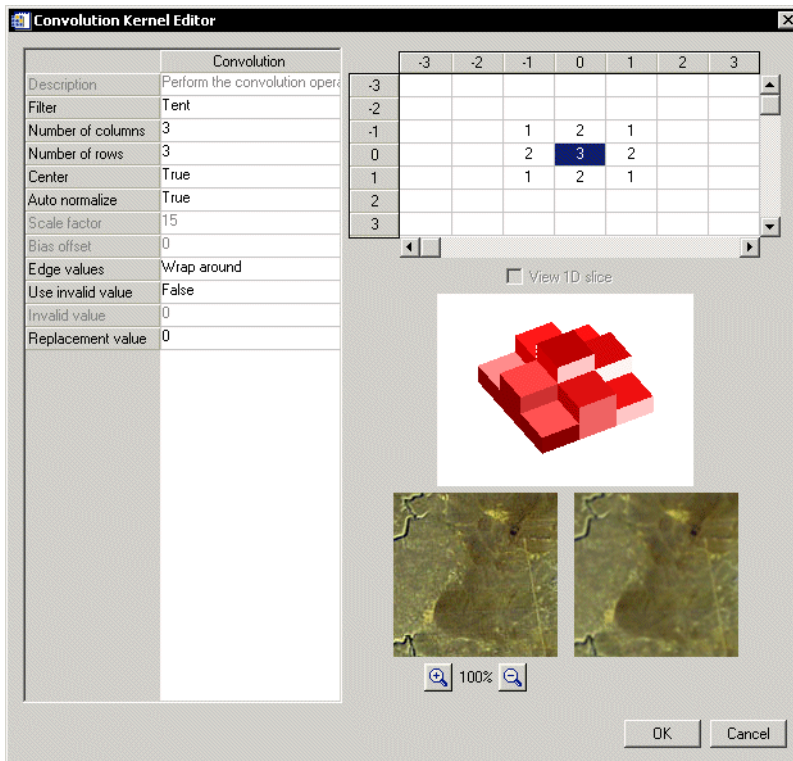 Convolution Kernel Editor
Convolution
Description Perform the convolution opera
Filter Tent
Number of columns 3
Number of rows 3
Center True
Auto normalize True
Scale factor 15
Bias offset 0
Edge values Wrap around
Use invalid value False
Invalid value 0
Replacement value 0
-3 -2 -1 0 1 2 3
-3
-2
-1 1 2 1
0 2 3 2
1 1 2 1
2
3
View 1D slice
100%
OK Cancel